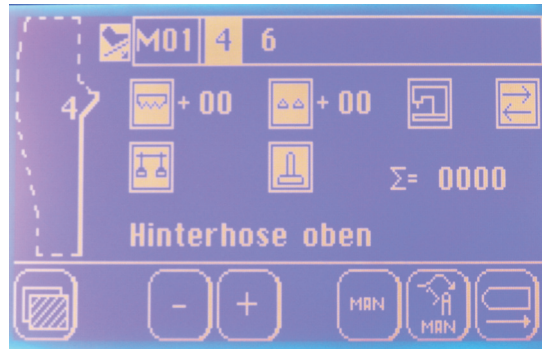 M01 4 6
4 + 00 + 00
Σ= 0000
Hinterhose oben
- + MAN MAN